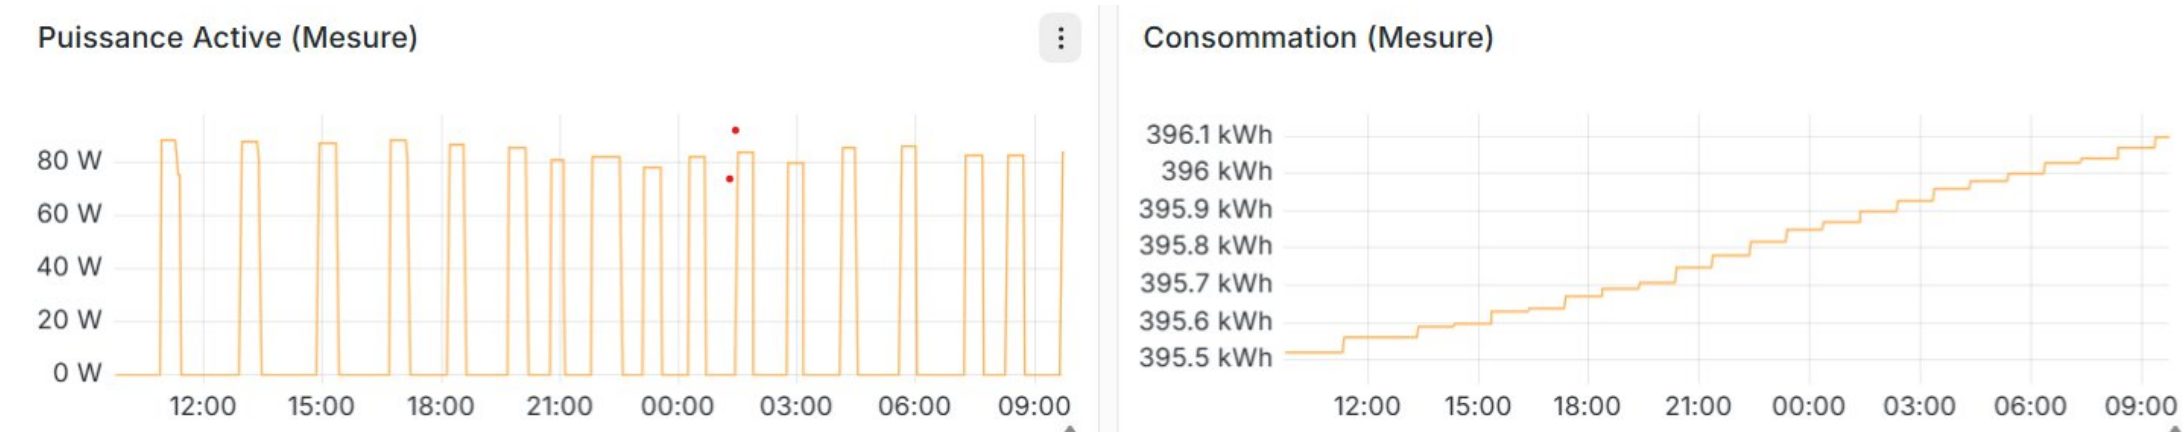 Puissance Active (Mesure)
80 W
60 W
40 W
20 W
0 W
12:00 15:00 18:00 21:00 00:00 03:00 06:00 09:00
Consommation (Mesure)
396.1 kWh
396 kWh
395.9 kWh
395.8 kWh
395.7 kWh
395.6 kWh
395.5 kWh
12:00 15:00 18:00 21:00 00:00 03:00 06:00 09:00